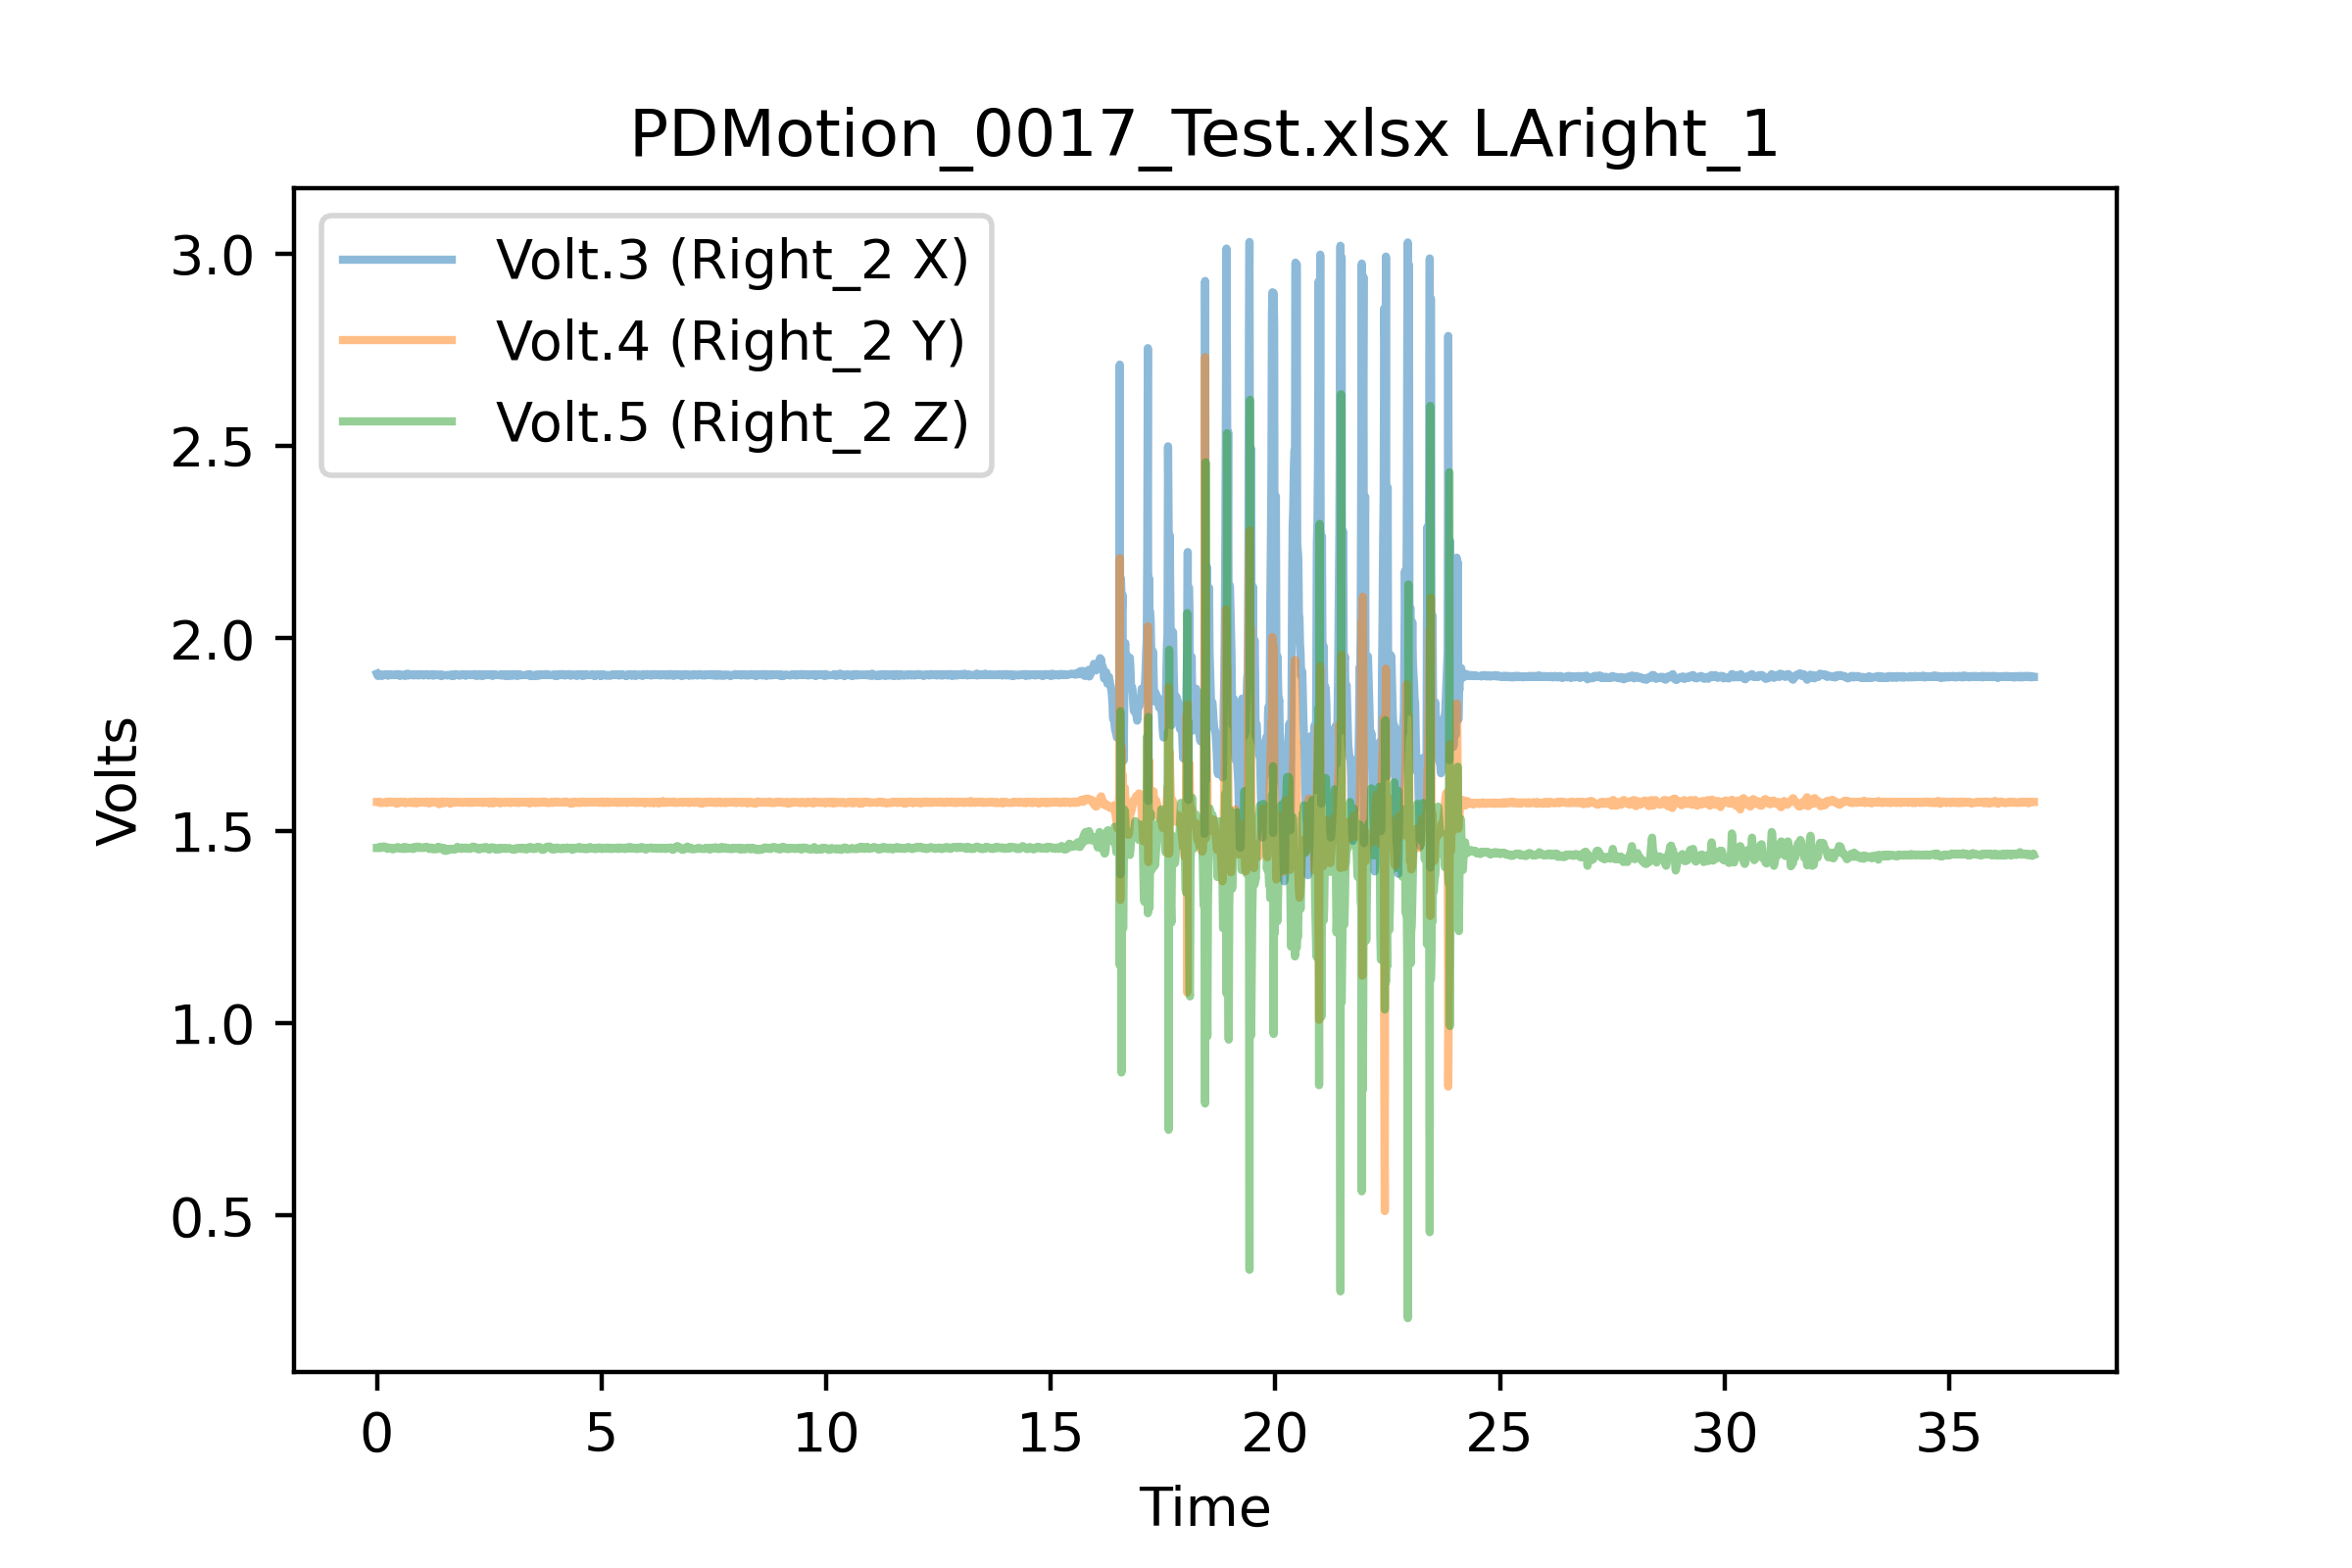 PDMotion_0017_Test.xlsx LAright_1
Volt.3 (Right_2 X)
Volt.4 (Right_2 Y)
Volt.5 (Right_2 Z)
3.0
2.5
2.0
1.5
1.0
0.5
Volts
0 5 10 15 20 25 30 35
Time